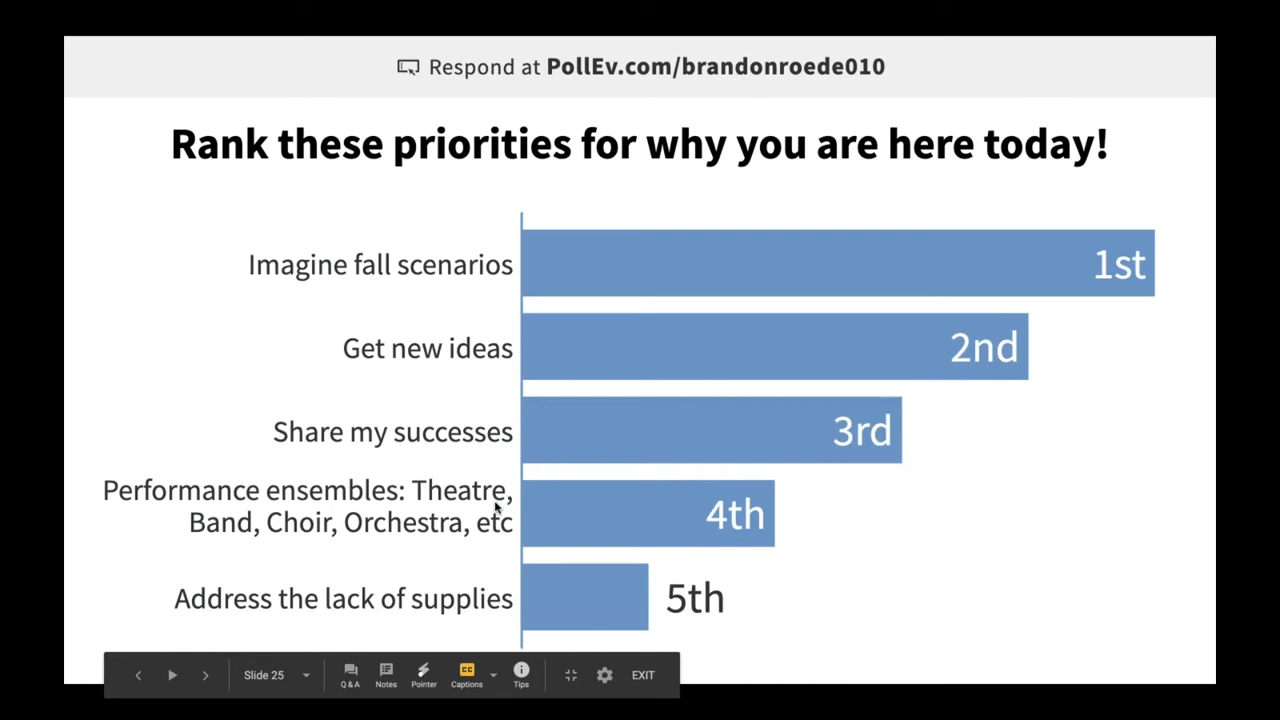 Respond at PollEv.com/brandonroede010
Rank these priorities for why you are here today!
Imagine fall scenarios
1st
Get new ideas
2nd
Share my successes
3rd
Performance ensembles: Theatre,
Band, Choir, Orchestra, etc
4th
Address the lack of supplies
5th
Slide 25
Q & A
Notes
Pointer
CC
Captions
Tips
EXIT